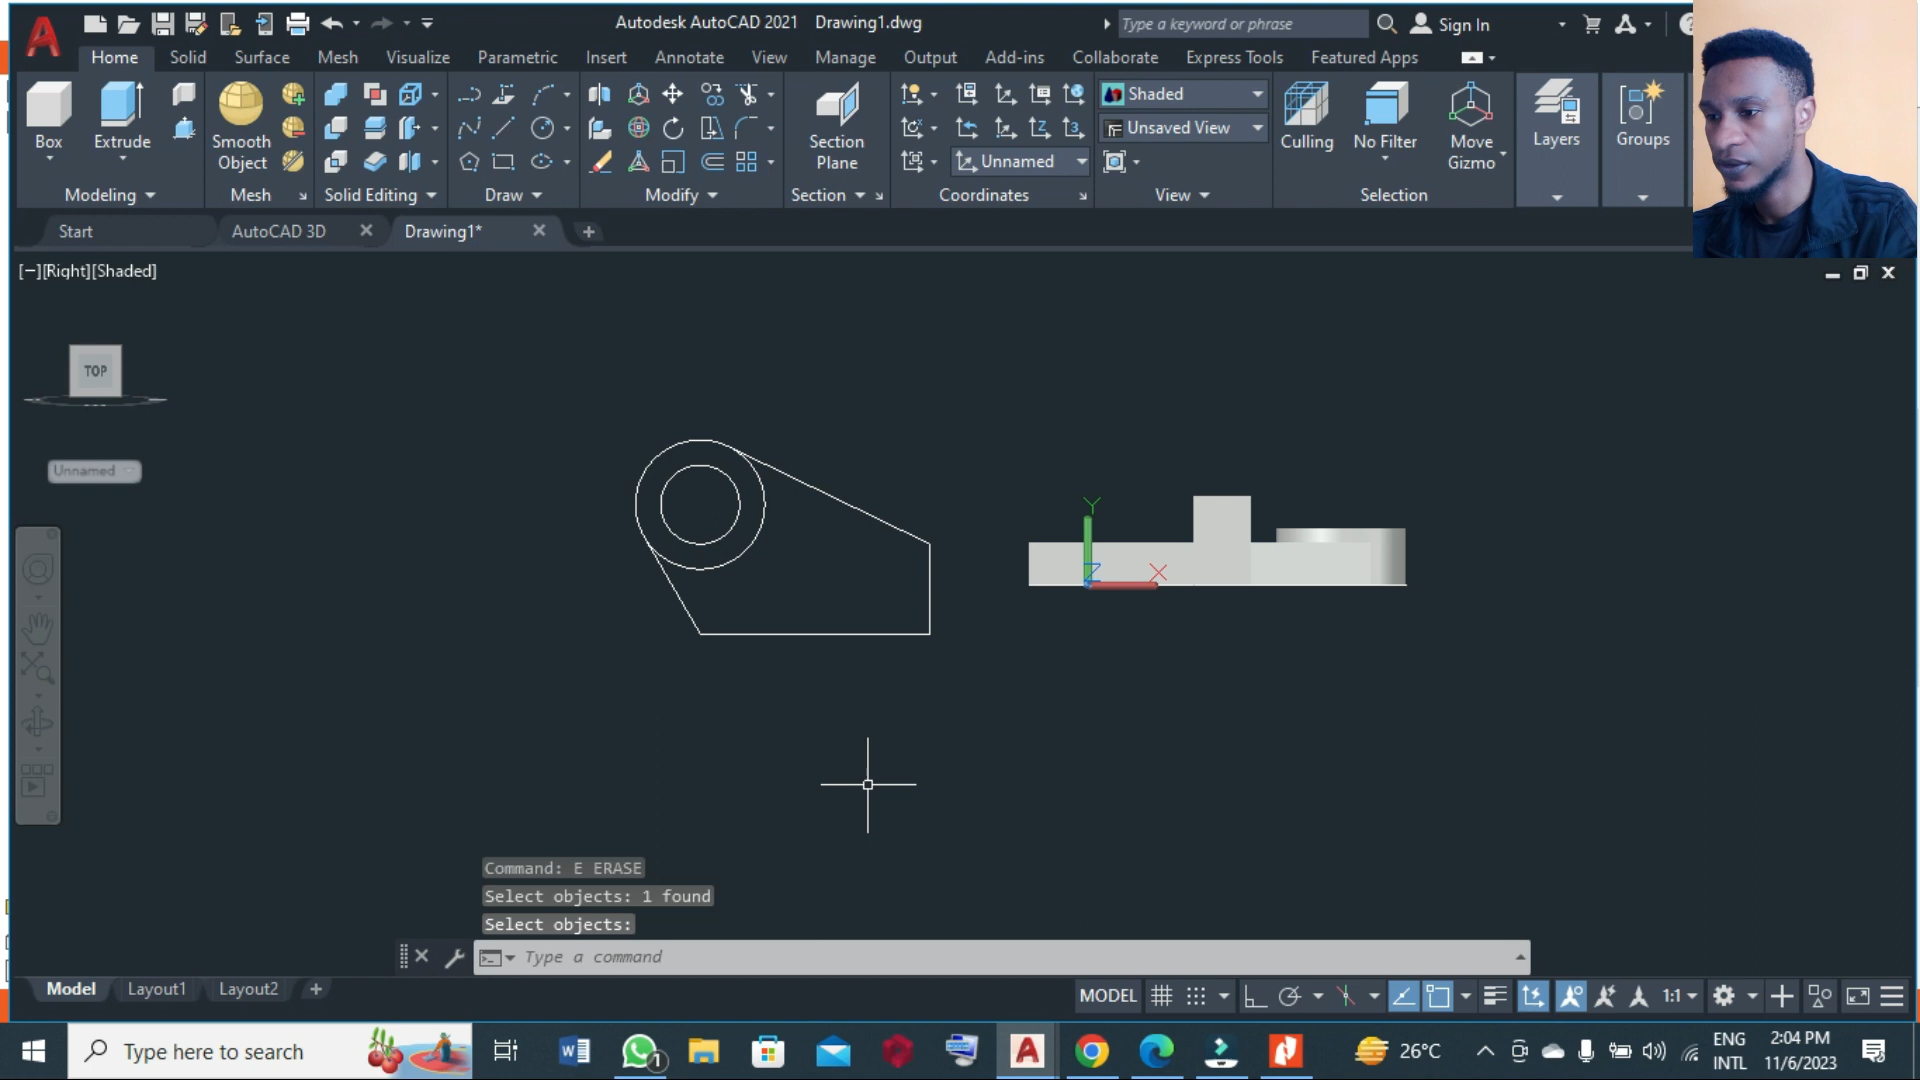 Autodesk AutoCAD 2021 Drawing1.dwg
Type a keyword or phrase
Sign In
Home Solid Surface Mesh Visualize Parametric Insert Annotate View Manage Output Add-ins Collaborate Express Tools Featured Apps
Box Extrude Smooth Object
Section Plane
Shaded
Unsaved View
Unnamed
Culling No Filter Move Gizmo Layers Groups
Modeling Mesh Solid Editing Draw Modify Section Coordinates View Selection
Start AutoCAD 3D Drawing1*
[−][Right][Shaded]
TOP
Unnamed
Y
Z
X
Command: E ERASE
Select objects: 1 found
Select objects:
Type a command
Model Layout1 Layout2
MODEL
1:1
Type here to search
1
26°C
ENG
INTL
2:04 PM
11/6/2023